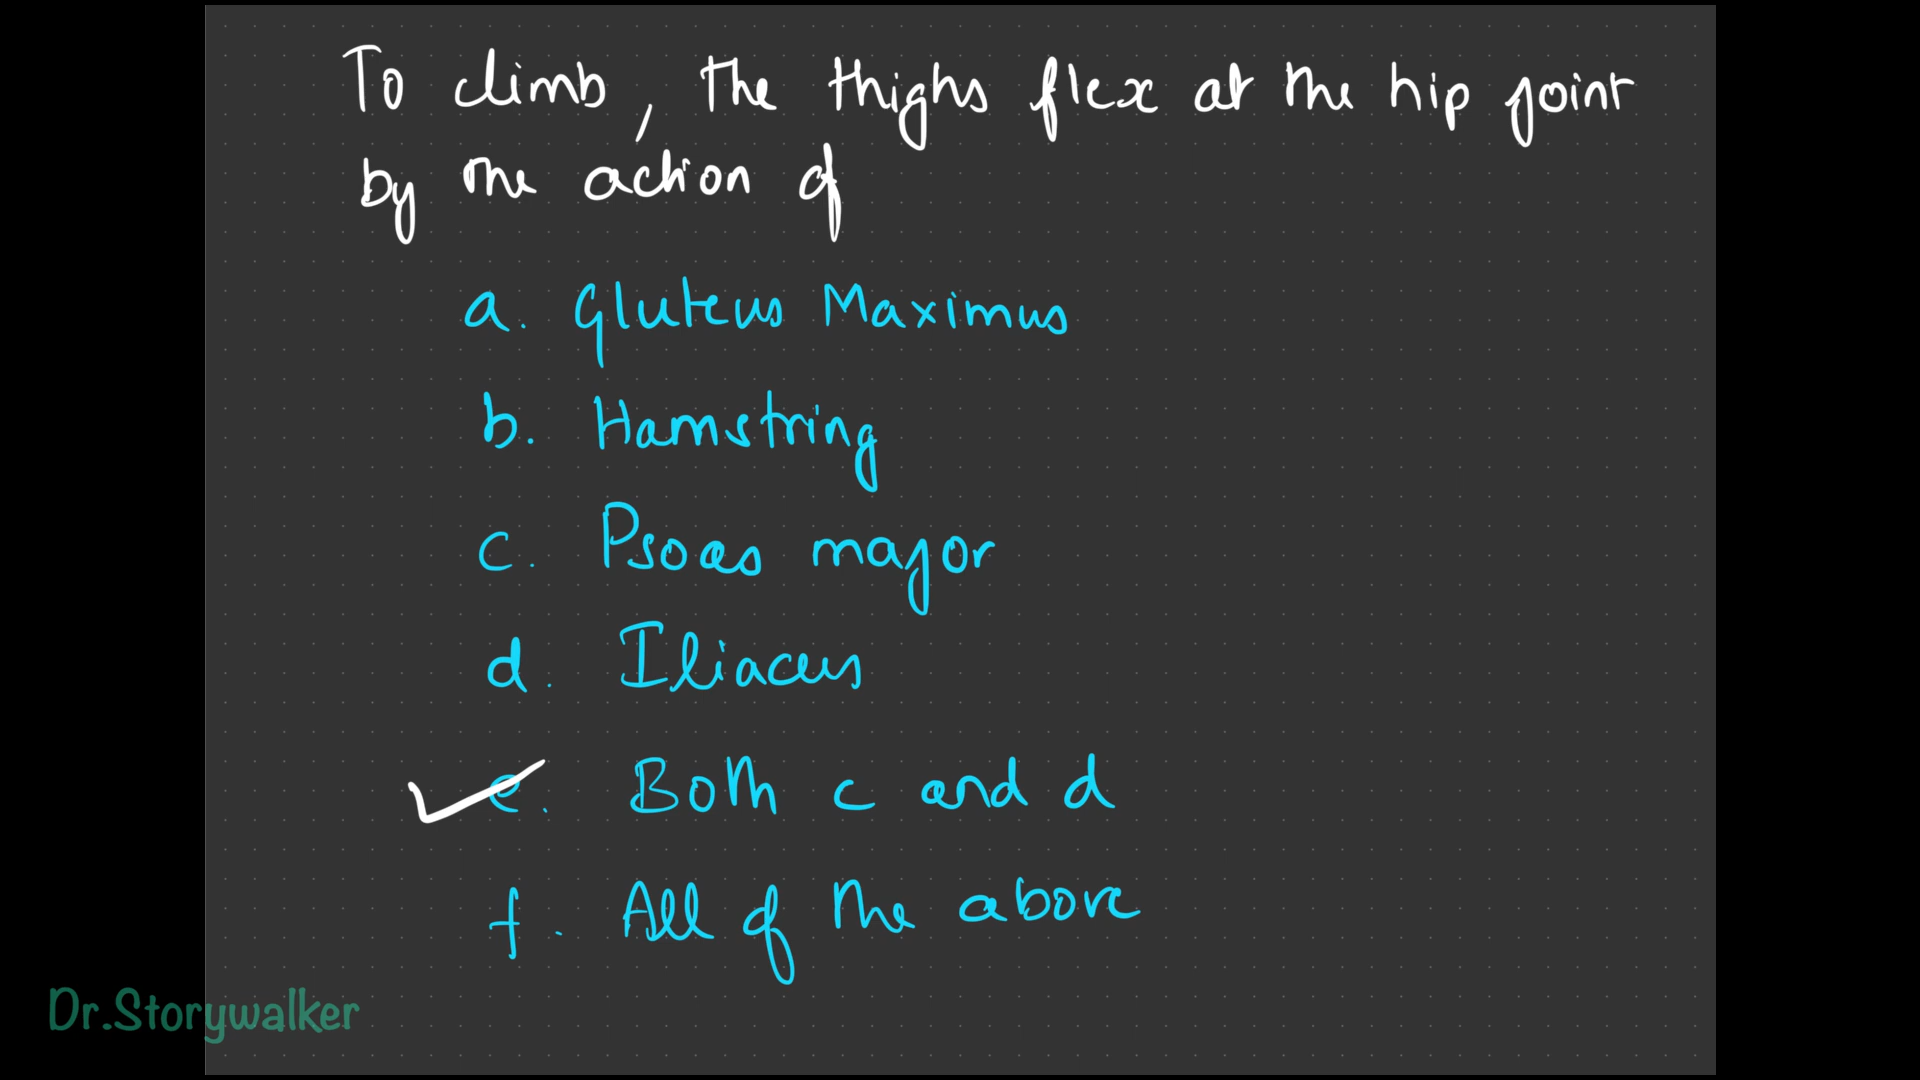 To climb, the thighs flex at the hip joint
by the action of
a. Gluteus Maximus
b. Hamstring
c. Psoas major
d. Iliacus
e. Both c and d
f. All of the above
Dr.Storywalker